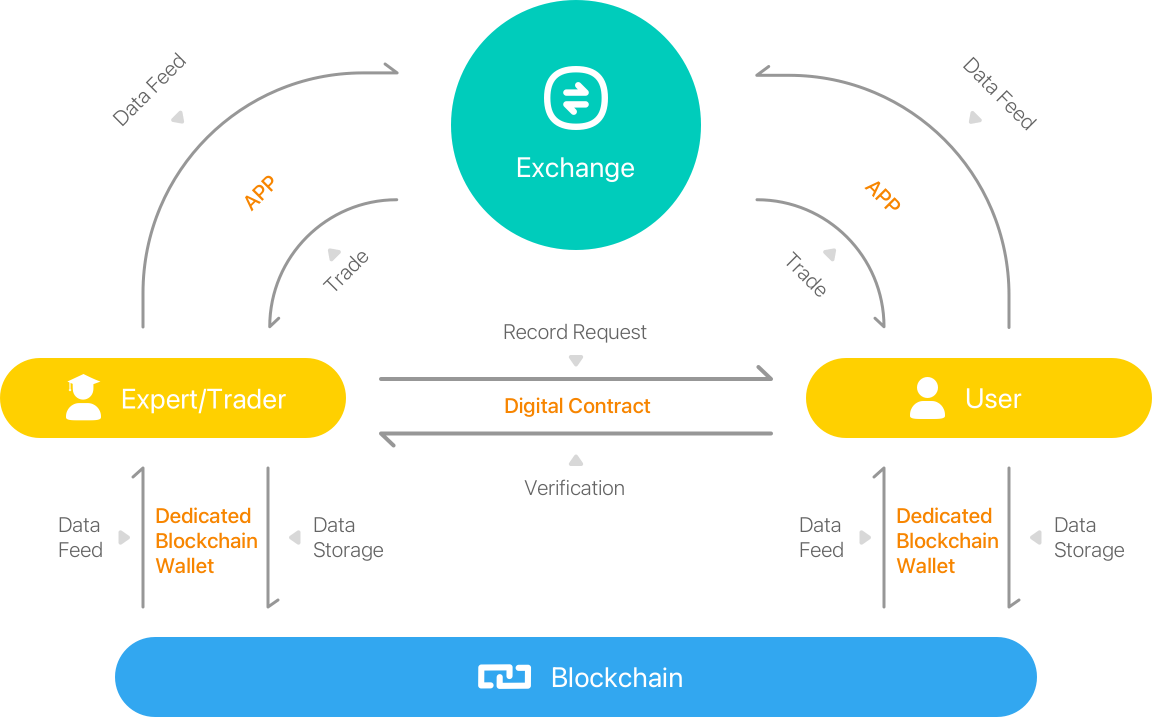 Data Feed
Data Feed
Exchange
APP
APP
Trade
Trade
Record Request
Expert/Trader
Digital Contract
User
Verification
Data
Feed
Dedicated
Blockchain
Wallet
Data
Storage
Data
Feed
Dedicated
Blockchain
Wallet
Data
Storage
Blockchain